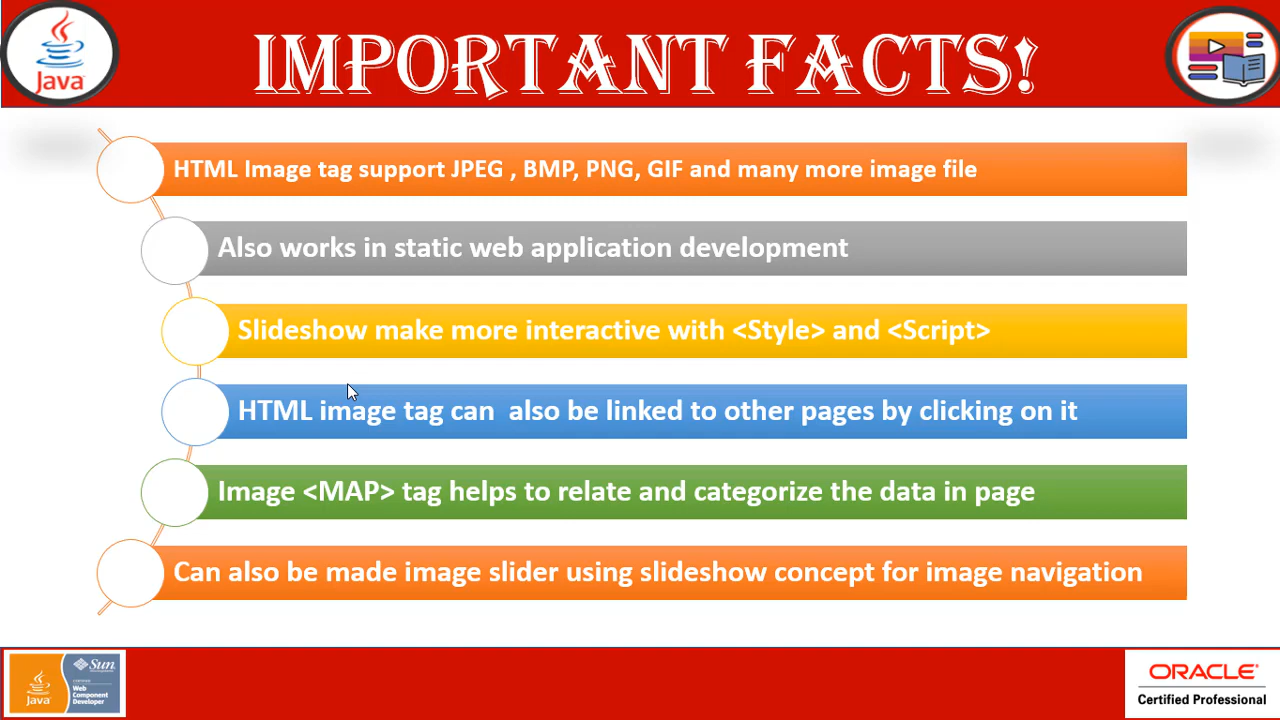 Java
IMPORTANT FACTS!
HTML Image tag support JPEG , BMP, PNG, GIF and many more image file
Also works in static web application development
Slideshow make more interactive with <Style> and <Script>
HTML image tag can  also be linked to other pages by clicking on it
Image <MAP> tag helps to relate and categorize the data in page
Can also be made image slider using slideshow concept for image navigation
Java
Sun
Web
Component
Developer
ORACLE
Certified Professional